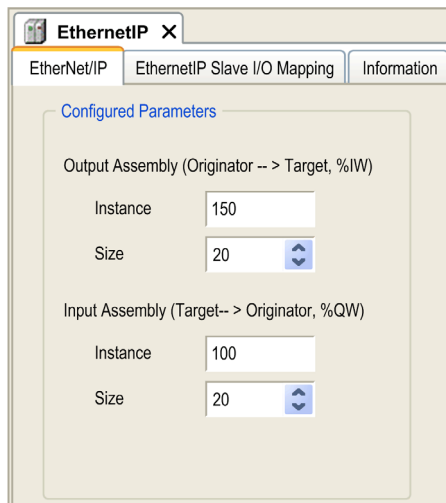 EthernetIP X
EtherNet/IP EthernetIP Slave I/O Mapping Information
Configured Parameters
Output Assembly (Originator -- > Target, %IW)
Instance 150
Size 20
Input Assembly (Target-- > Originator, %QW)
Instance 100
Size 20